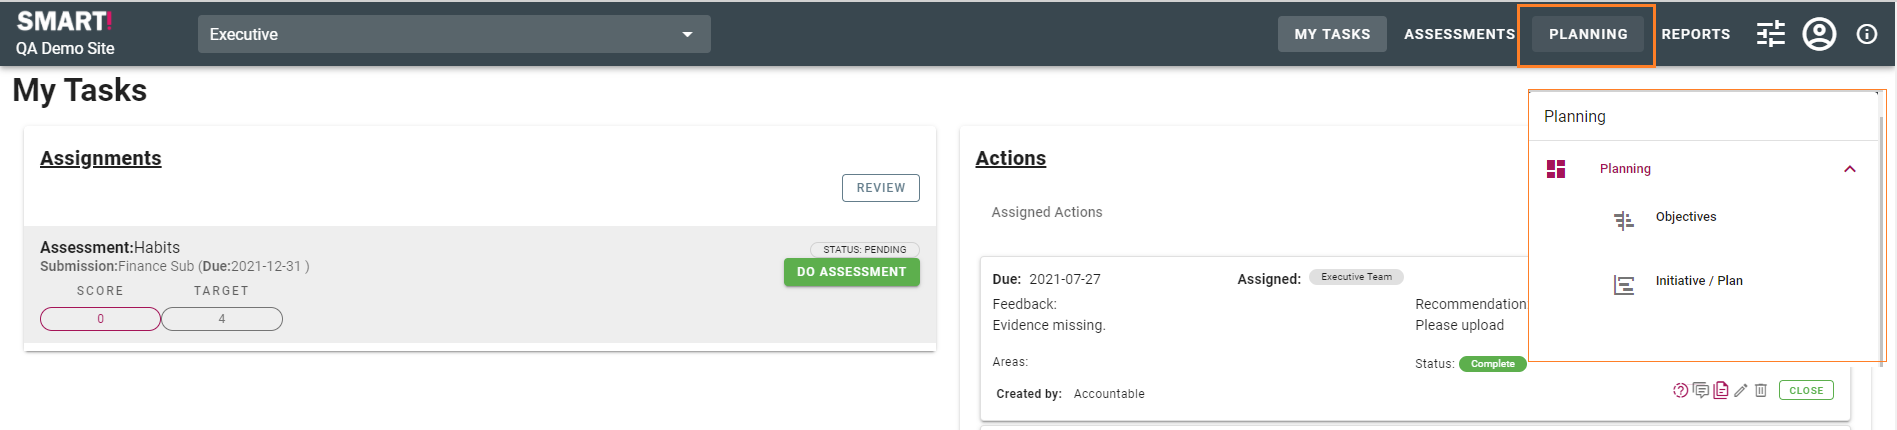 SMART!
QA Demo Site
Executive
MY TASKS
ASSESSMENTS
PLANNING
REPORTS
My Tasks
Assignments
REVIEW
Assessment:Habits
Submission:Finance Sub (Due:2021-12-31 )
STATUS: PENDING
DO ASSESSMENT
SCORE
TARGET
0
4
Actions
Assigned Actions
Due: 2021-07-27
Assigned: Executive Team
Feedback:
Evidence missing.
Recommendation
Please upload
Areas:
Status: Complete
Created by: Accountable
CLOSE
Planning
Planning
Objectives
Initiative / Plan